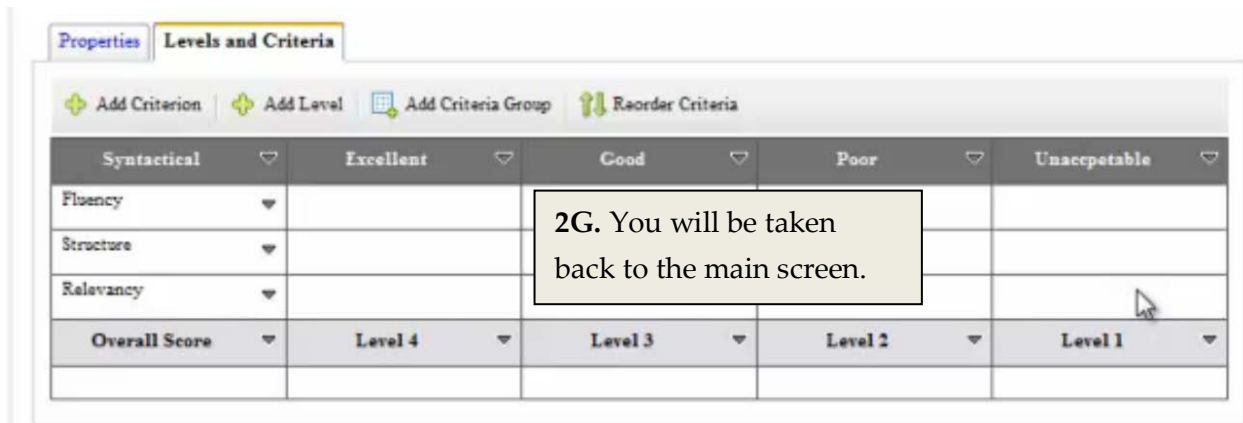 Properties Levels and Criteria
Add Criterion Add Level Add Criteria Group Reorder Criteria
Syntactical Excellent Good Poor Unaccpetable
Fluency
Structure
Relevancy
2G. You will be taken
back to the main screen.
Overall Score Level 4 Level 3 Level 2 Level 1